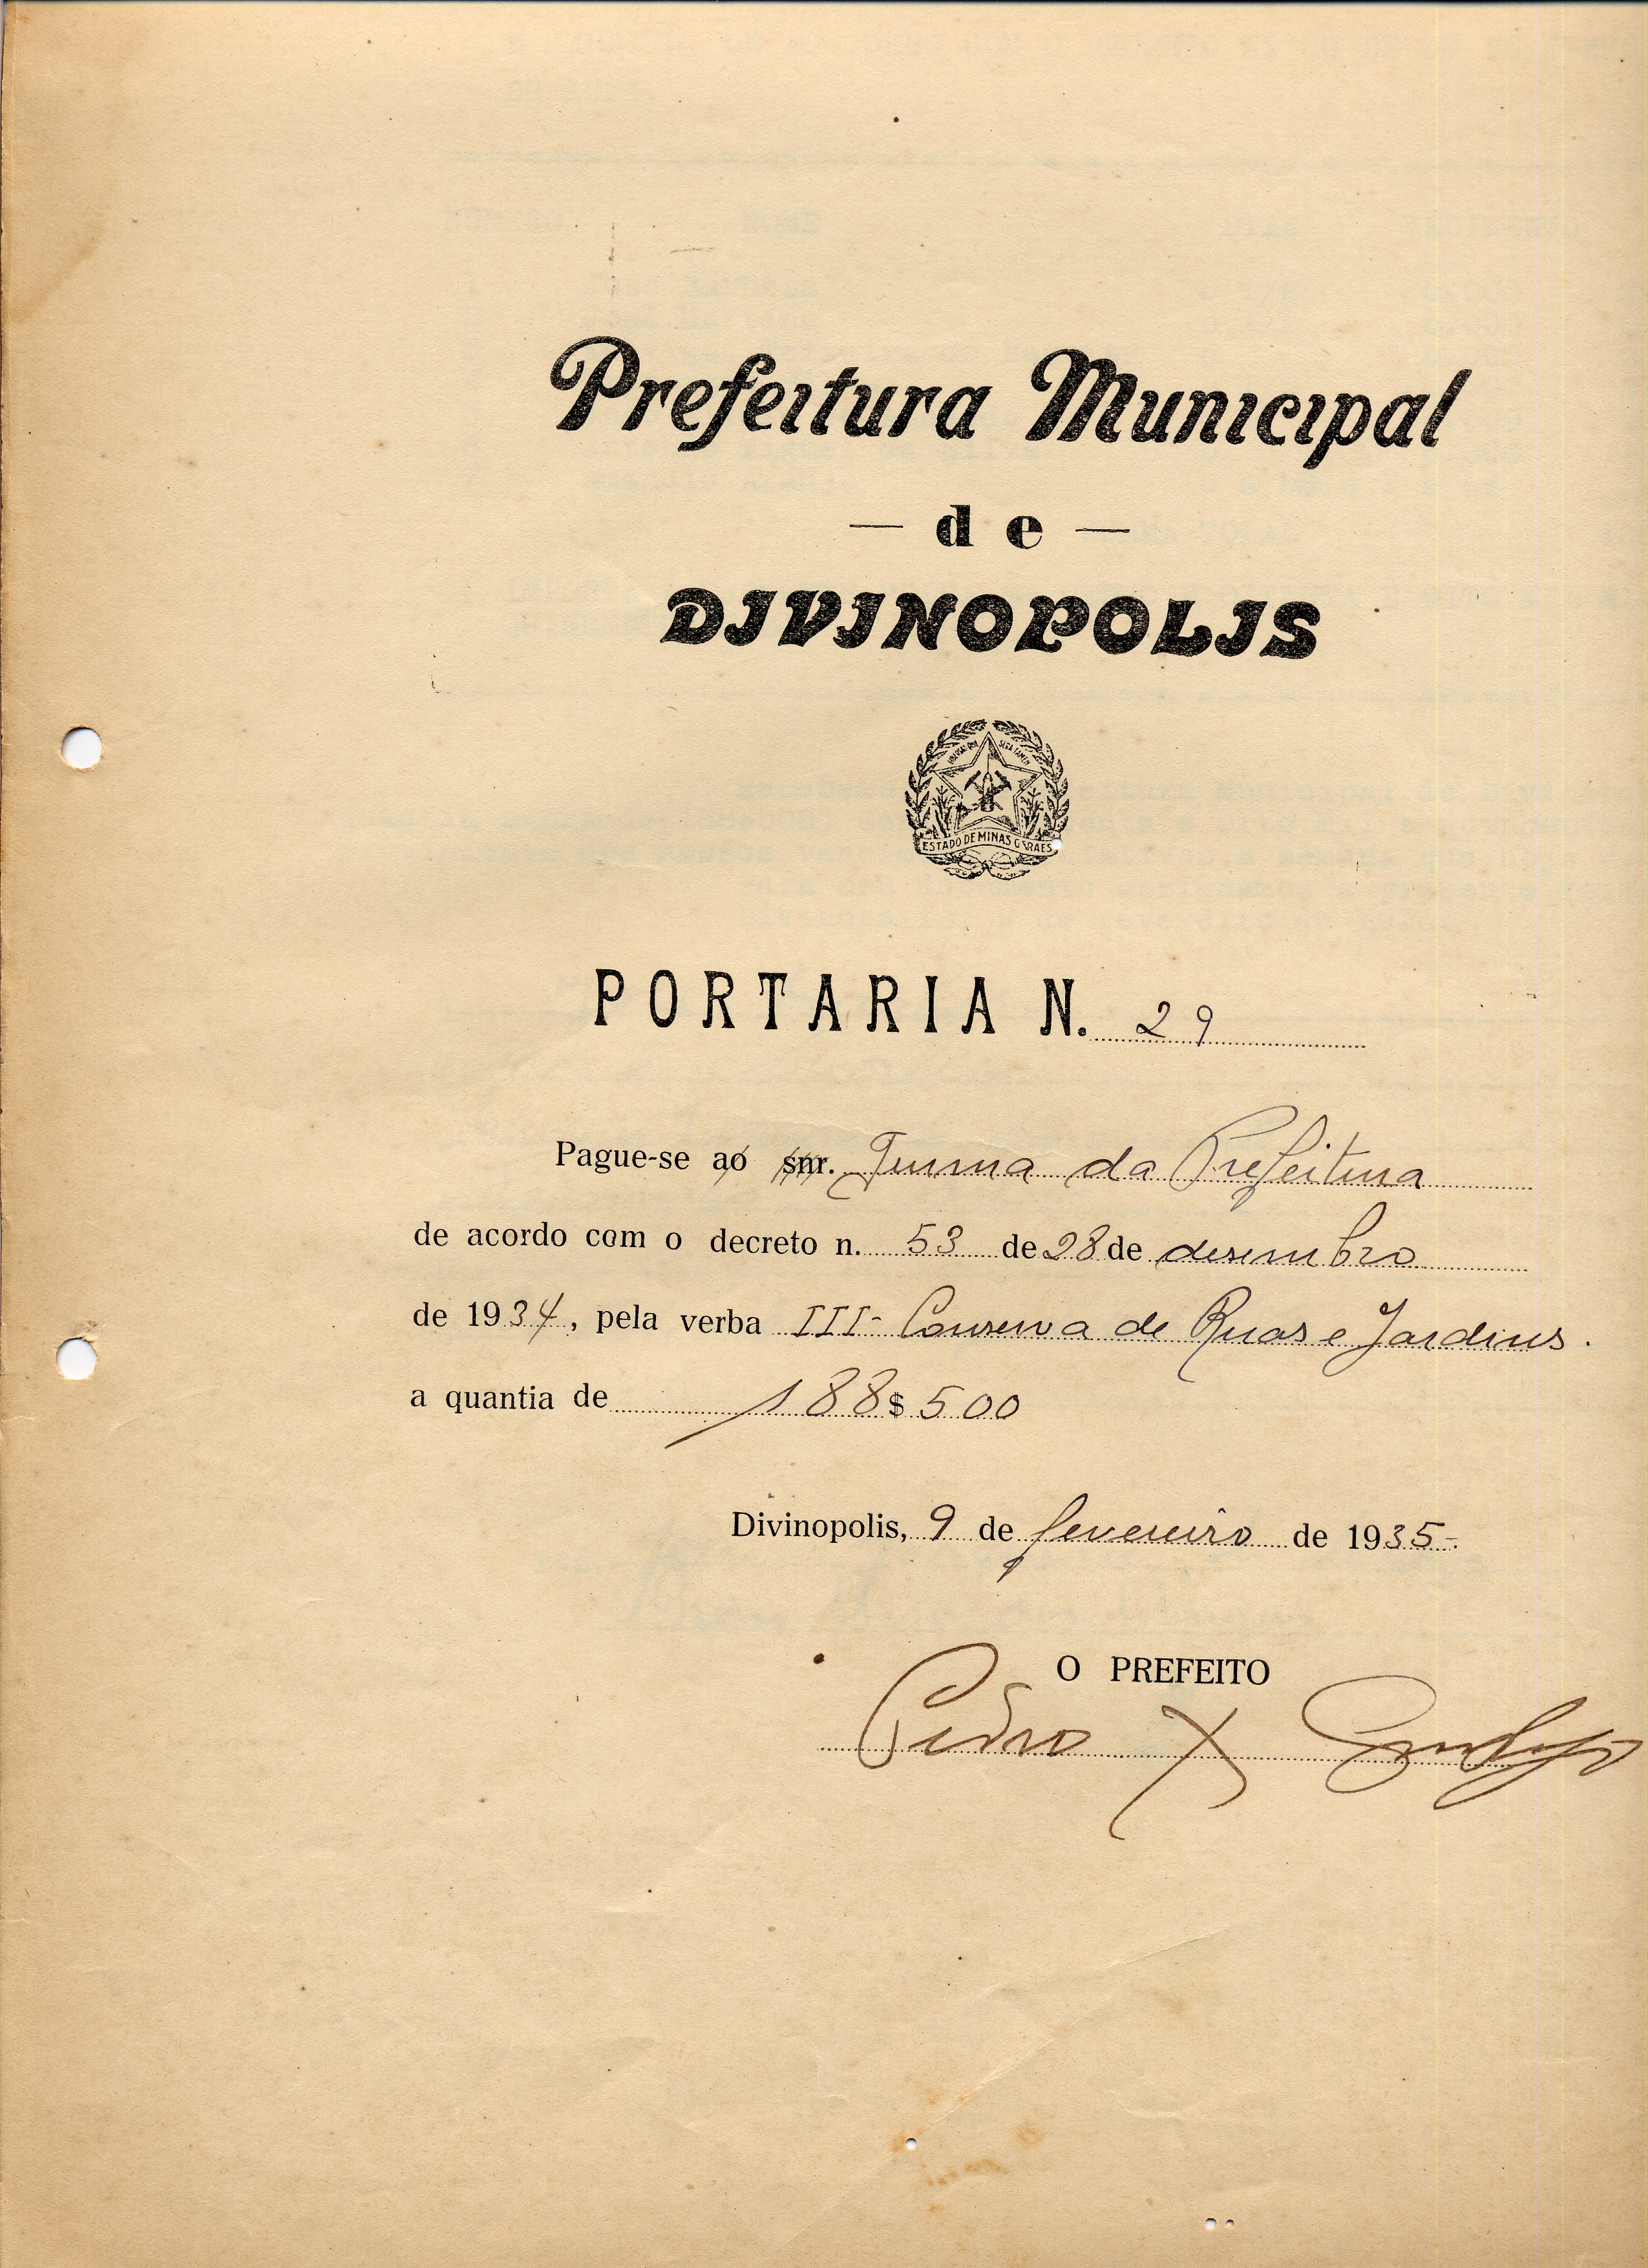 Prefeitura Municipal
— de —
DIVINOPOLIS
ESTADO DE MINAS GERAES
PORTARIA N. 29
Pague-se ao snr. Turma da Prefeitura
de acordo com o decreto n. 53 de 28 de desembro
de 1934, pela verba III - Conserva de Ruas e Jardins.
a quantia de 188$500
Divinopolis, 9 de fevereiro de 1935-
O PREFEITO
Pedro X